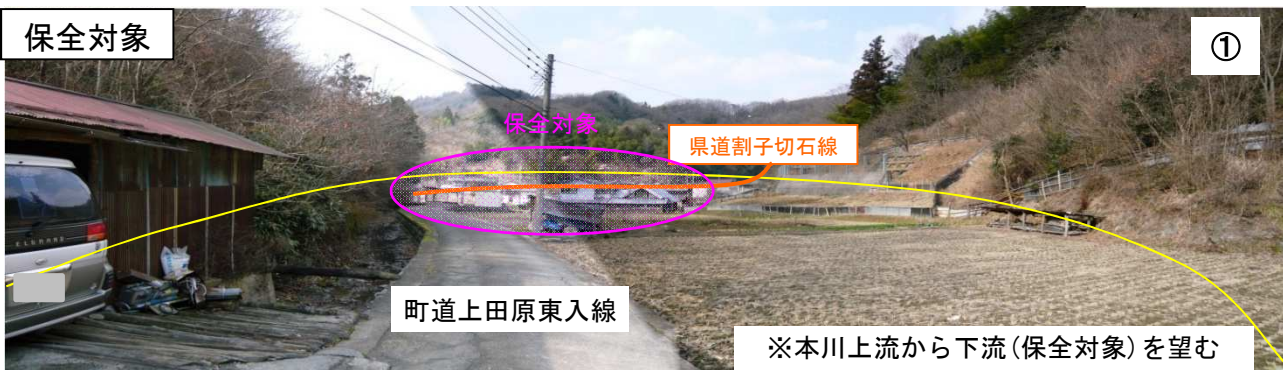 保全対象
①
保全対象
県道割子切石線
ELGRAND
町道上田原東入線
※本川上流から下流(保全対象)を望む